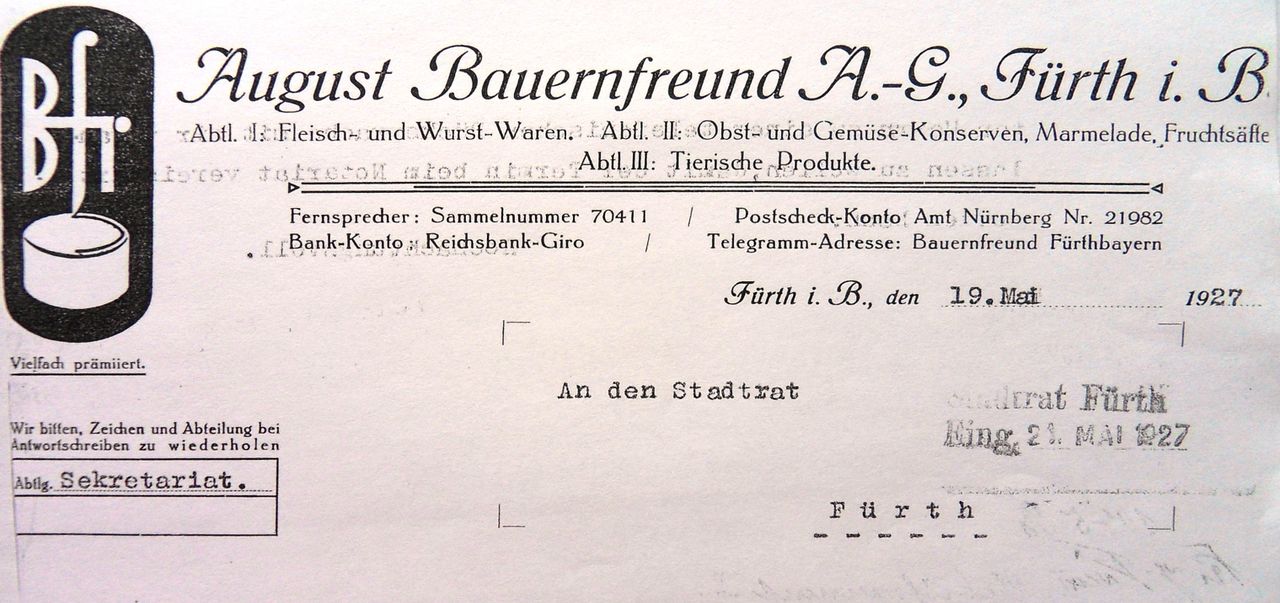 Bfi
August Bauernfreund A.-G., Fürth i. B.
Abtl. I: Fleisch- und Wurst-Waren. Abtl. II: Obst- und Gemüse-Konserven, Marmelade, Fruchtsäfte
Abtl. III: Tierische Produkte.
Fernsprecher: Sammelnummer 70411 / Postscheck-Konto Amt Nürnberg Nr. 21982
Bank-Konto: Reichsbank-Giro / Telegramm-Adresse: Bauernfreund Fürthbayern
Fürth i. B., den 19. Mai 1927
Vielfach prämiiert.
An den Stadtrat
Stadtrat Fürth
Eing. 21. MAI 1927
Wir bitten, Zeichen und Abteilung bei
Antwortschreiben zu wiederholen
Abtlg. Sekretariat.
Fürth